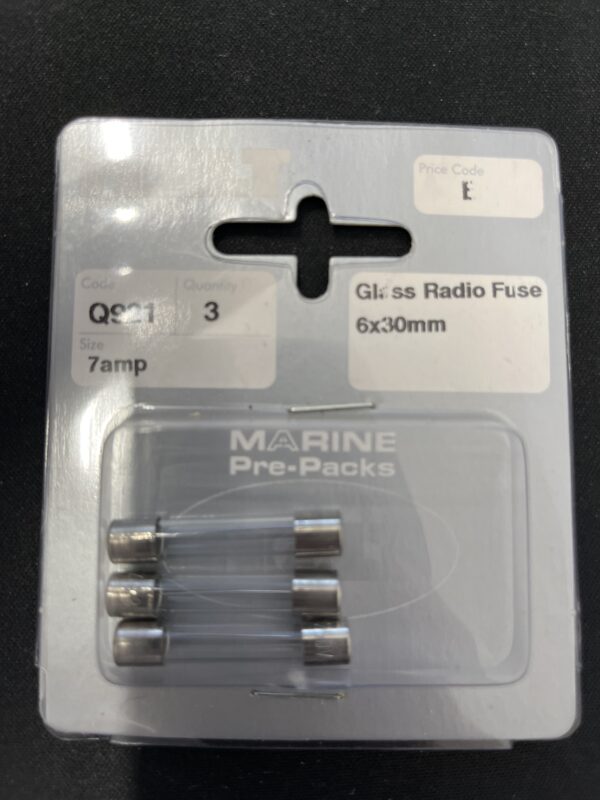 Price Code
E
Code
Quantity
Q921
3
Size
7amp
Glass Radio Fuse
6x30mm
MARINE
Pre-Packs